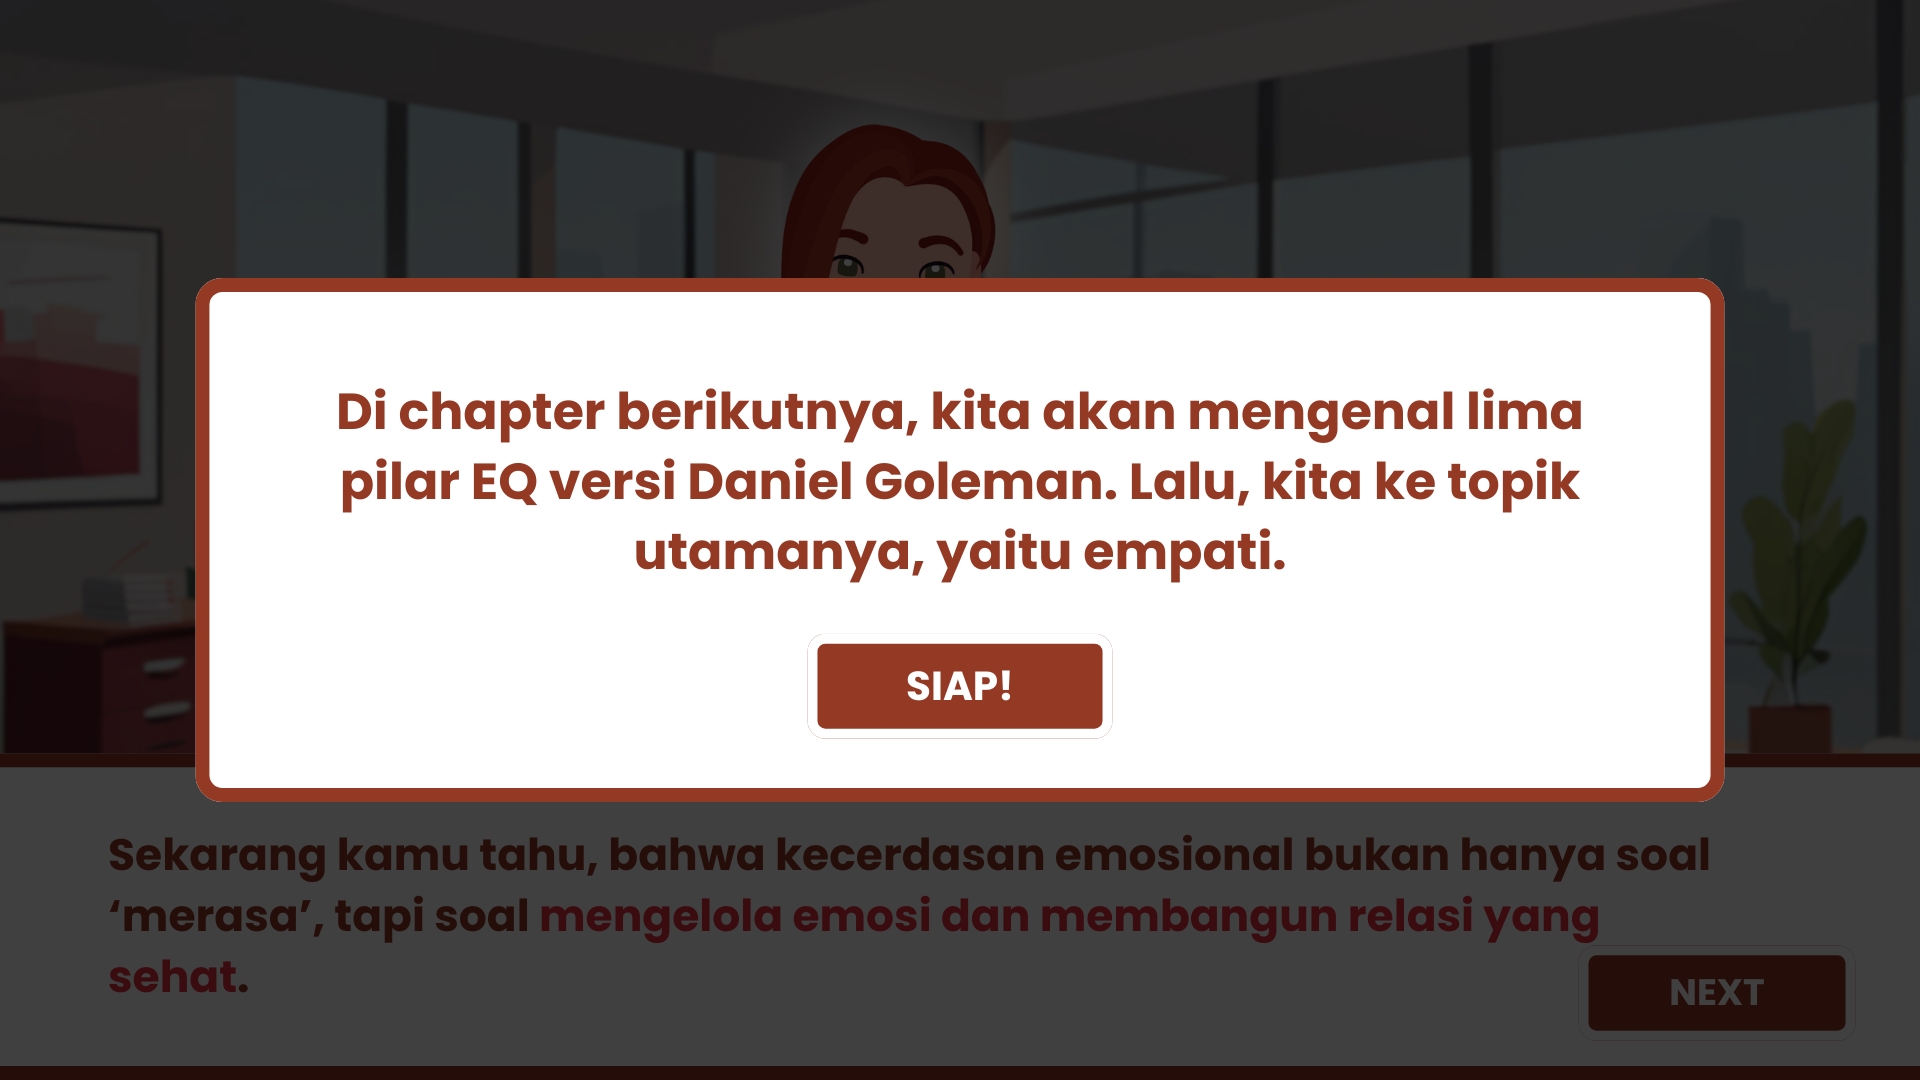 Di chapter berikutnya, kita akan mengenal lima
pilar EQ versi Daniel Goleman. Lalu, kita ke topik
utamanya, yaitu empati.
SIAP!
Sekarang kamu tahu, bahwa kecerdasan emosional bukan hanya soal
‘merasa’, tapi soal mengelola emosi dan membangun relasi yang
sehat.
NEXT